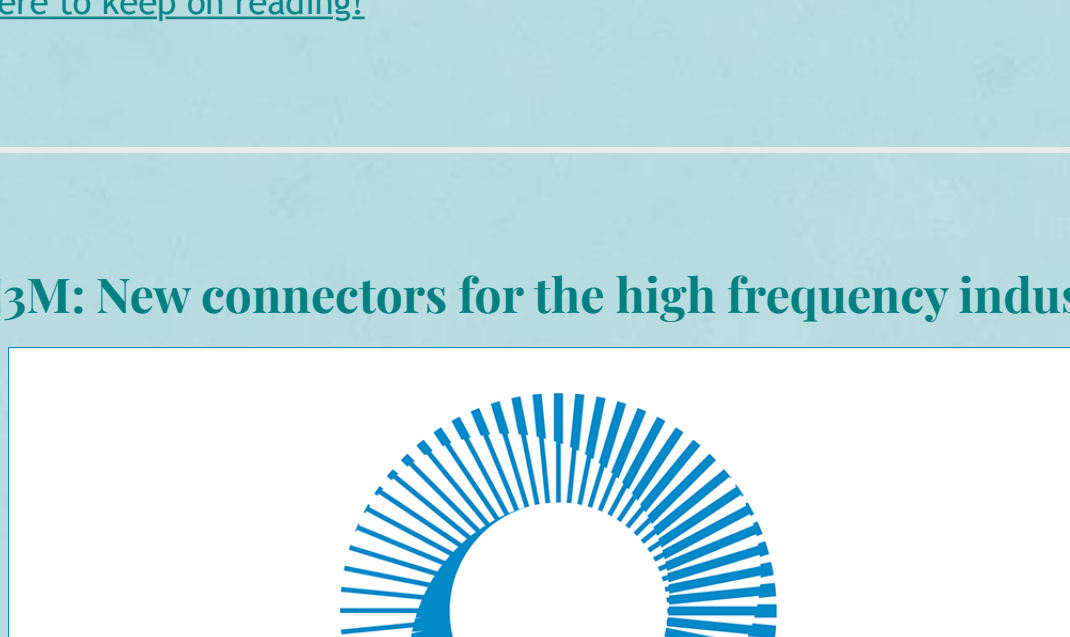 ere to keep on reading!
3M: New connectors for the high frequency indus